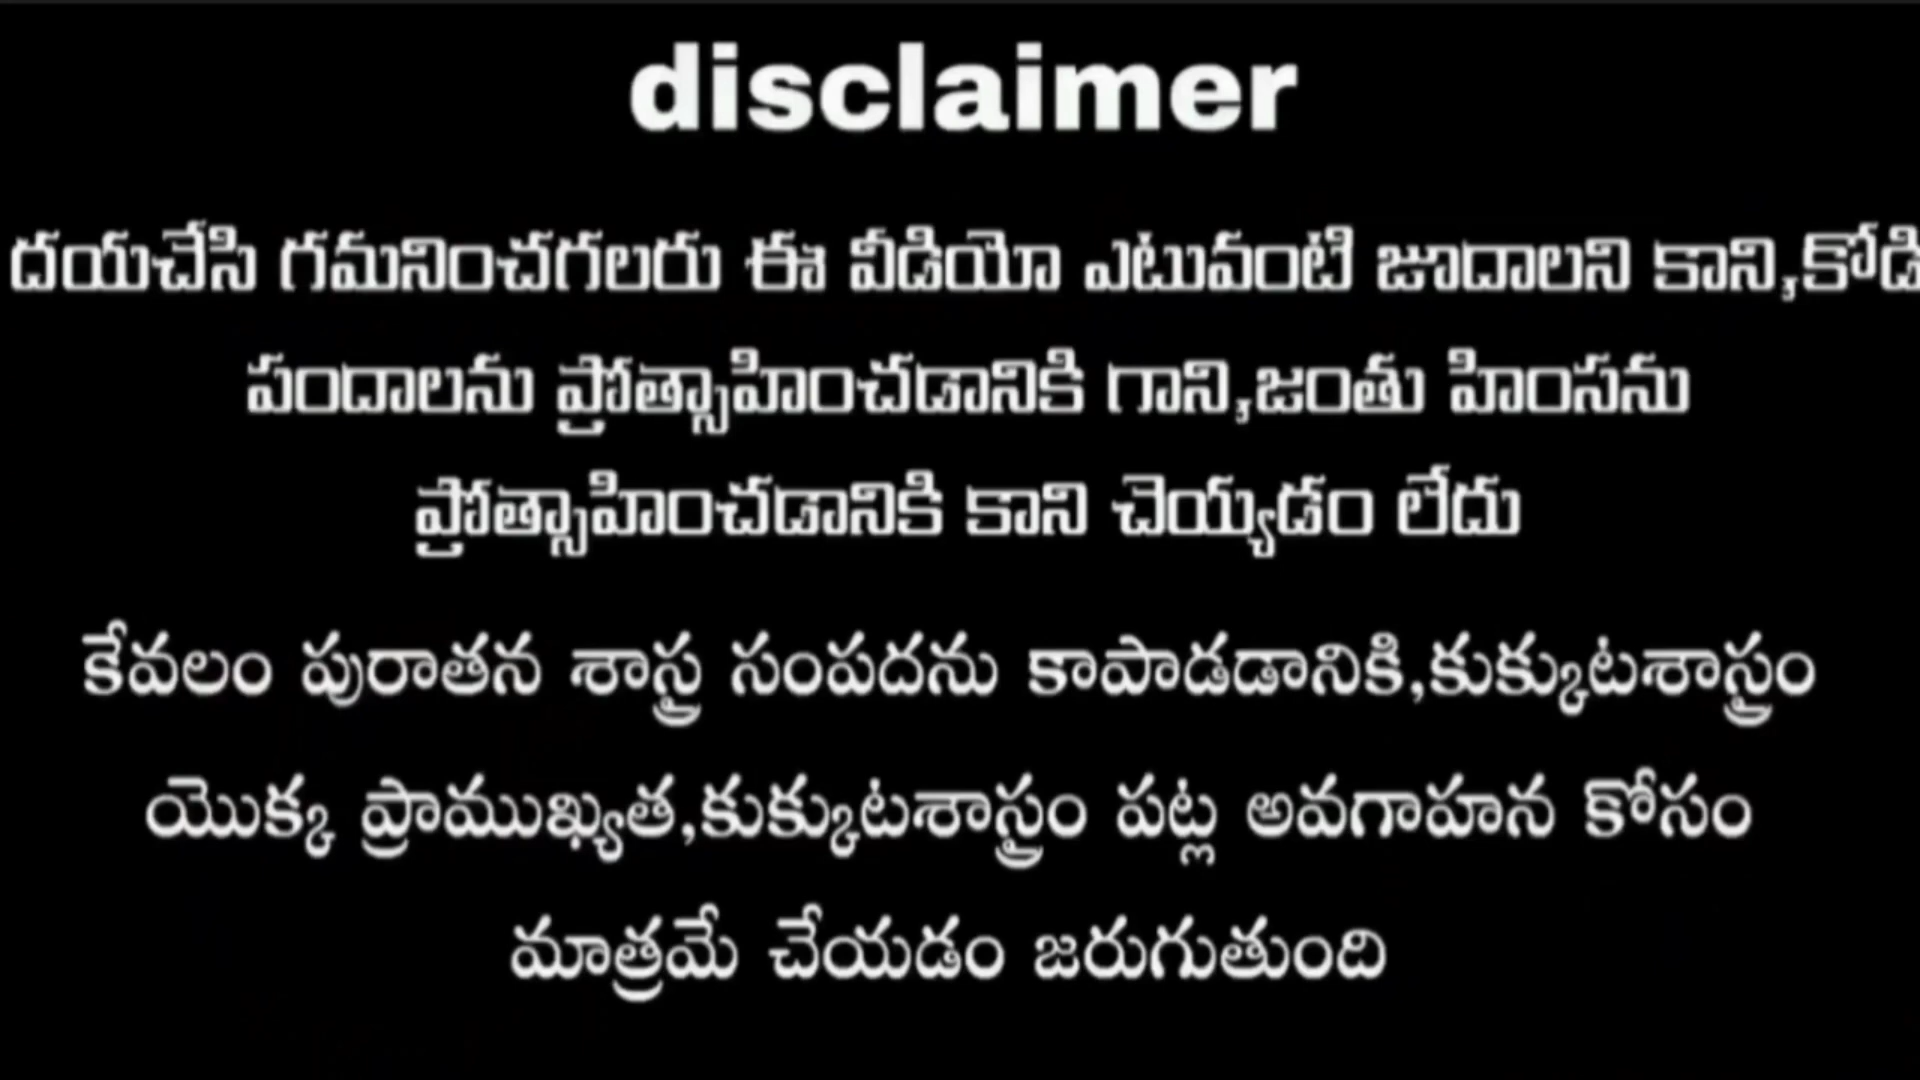 disclaimer
దయచేసి గమనించగలరు ఈ వీడియో ఎటువంటి జూదాలని కాని,కోడి
పందాలను ప్రోత్సాహించడానికి గాని,జంతు హింసను
ప్రోత్సాహించడానికి కాని చెయ్యడం లేదు
కేవలం పురాతన శాస్త్ర సంపదను కాపాడడానికి,కుక్కుటశాస్త్రం
యొక్క ప్రాముఖ్యత,కుక్కుటశాస్త్రం పట్ల అవగాహన కోసం
మాత్రమే చేయడం జరుగుతుంది